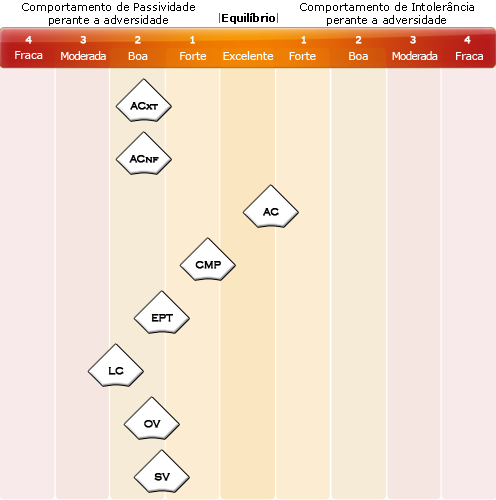 Comportamento de Passividade
perante a adversidade
|Equilíbrio|
Comportamento de Intolerância
perante a adversidade
4 3 2 1 1 2 3 4
Fraca Moderada Boa Forte Excelente Forte Boa Moderada Fraca
ACXT
ACNF
AC
CMP
EPT
LC
OV
SV